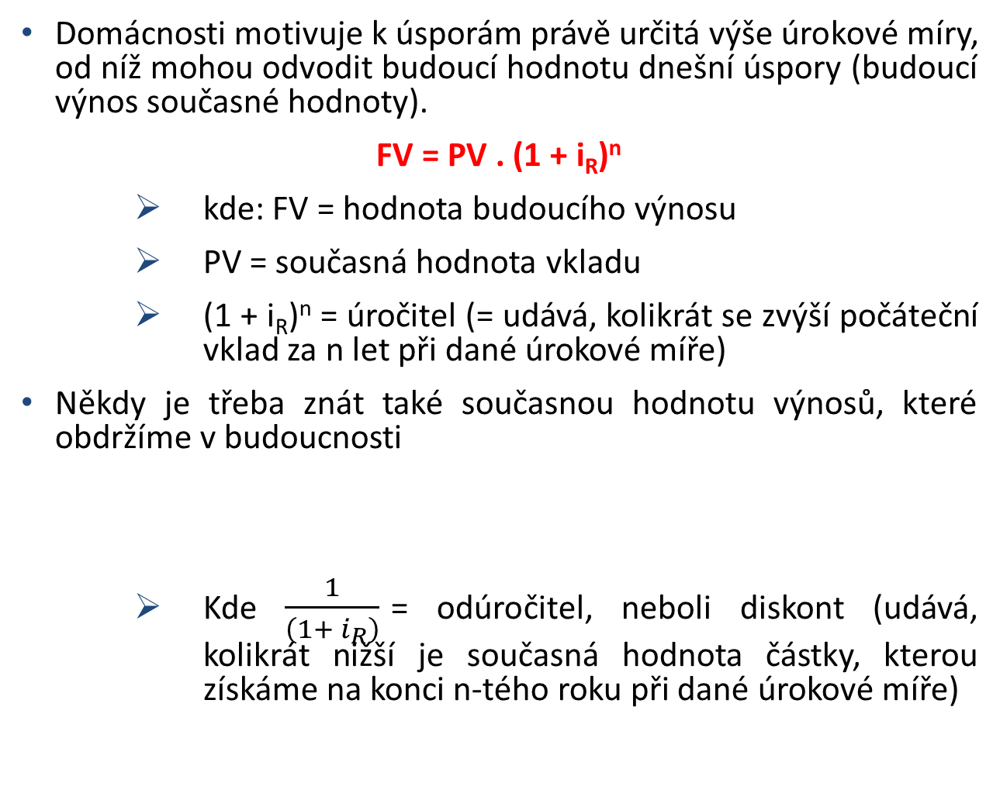 • Domácnosti motivuje k úsporám právě určitá výše úrokové míry,
od níž mohou odvodit budoucí hodnotu dnešní úspory (budoucí
výnos současné hodnoty).
FV = PV . (1 + i_R)^n
➢ kde: FV = hodnota budoucího výnosu
➢ PV = současná hodnota vkladu
➢ (1 + i_R)^n = úročitel (= udává, kolikrát se zvýší počáteční
vklad za n let při dané úrokové míře)
• Někdy je třeba znát také současnou hodnotu výnosů, které
obdržíme v budoucnosti
➢ Kde 1/(1+ i_R) = odúročitel, neboli diskont (udává,
kolikrát nižší je současná hodnota částky, kterou
získáme na konci n-tého roku při dané úrokové míře)